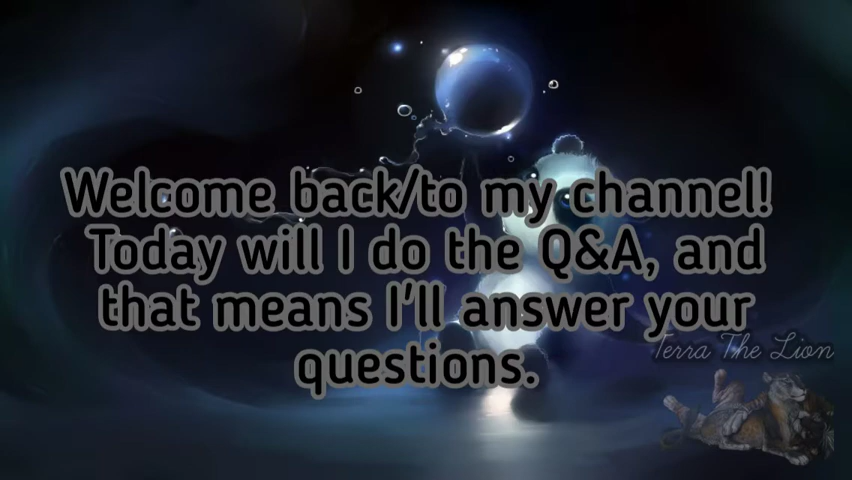 Welcome back/to my channel!
Today will I do the Q&A, and
that means I'll answer your
questions.
Terra The Lion